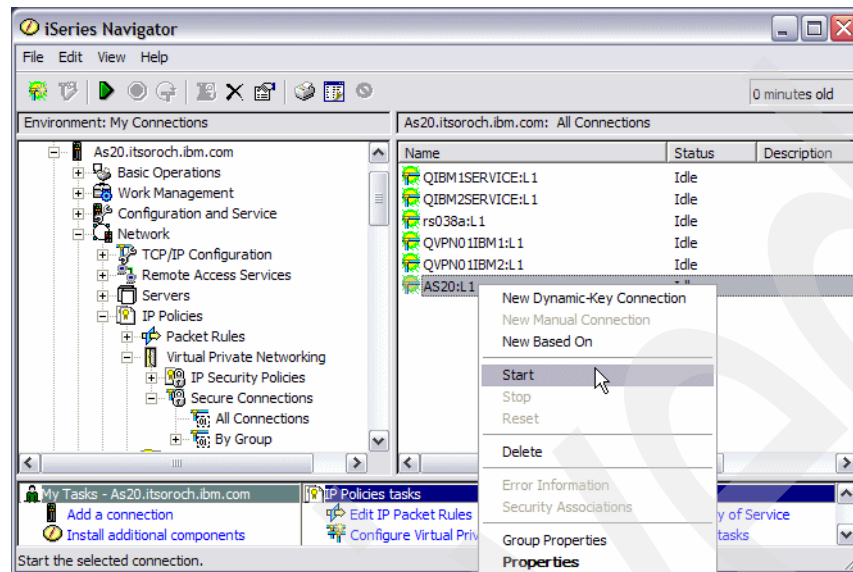 iSeries Navigator
File Edit View Help
0 minutes old
Environment: My Connections
As20.itsoroch.ibm.com: All Connections
As20.itsoroch.ibm.com
Basic Operations
Work Management
Configuration and Service
Network
TCP/IP Configuration
Remote Access Services
Servers
IP Policies
Packet Rules
Virtual Private Networking
IP Security Policies
Secure Connections
All Connections
By Group
Name Status Description
QIBM1SERVICE:L1 Idle
QIBM2SERVICE:L1 Idle
rs038a:L1 Idle
QVPN01IBM1:L1 Idle
QVPN01IBM2:L1 Idle
AS20:L1
New Dynamic-Key Connection
New Manual Connection
New Based On
Start
Stop
Reset
Delete
Error Information
Security Associations
Group Properties
Properties
My Tasks - As20.itsoroch.ibm.com
Add a connection
Install additional components
IP Policies tasks
Edit IP Packet Rules
Configure Virtual Priv
y of Service
tasks
Start the selected connection.